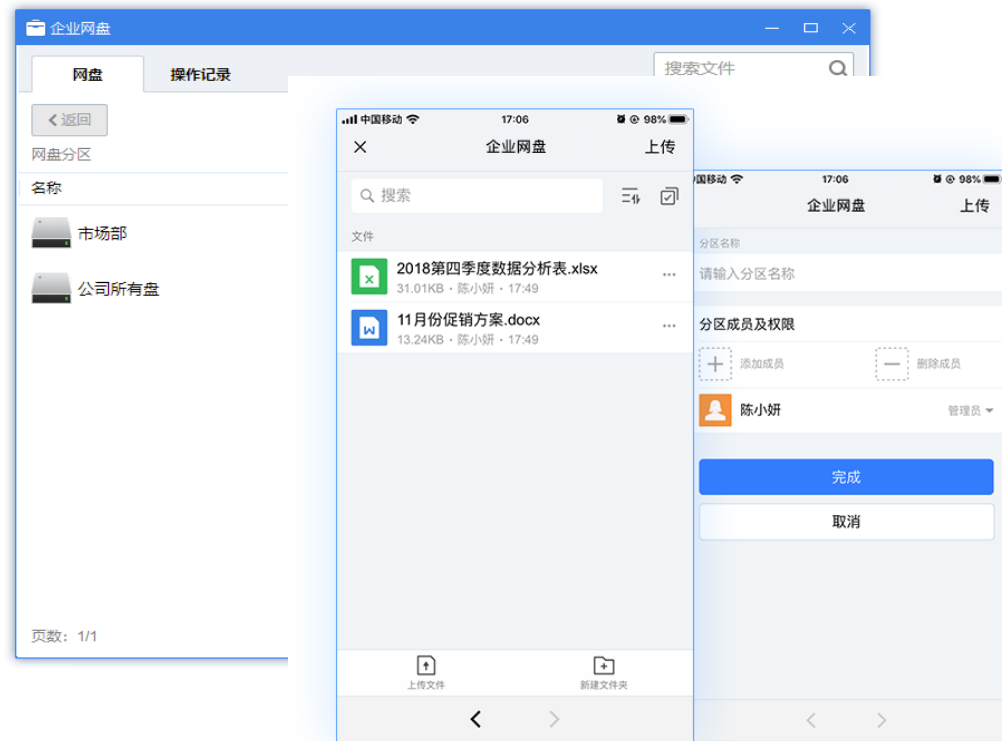 企业网盘
网盘 操作记录
搜索文件
返回
网盘分区
名称
市场部
公司所有盘
页数: 1/1
中国移动 17:06 98%
企业网盘 上传
搜索
文件
2018第四季度数据分析表.xlsx
31.01KB · 陈小妍 · 17:49
11月份促销方案.docx
13.24KB · 陈小妍 · 17:49
上传文件 新建文件夹
国移动 17:06 98%
企业网盘 上传
分区名称
请输入分区名称
分区成员及权限
添加成员 删除成员
陈小妍 管理员
完成
取消